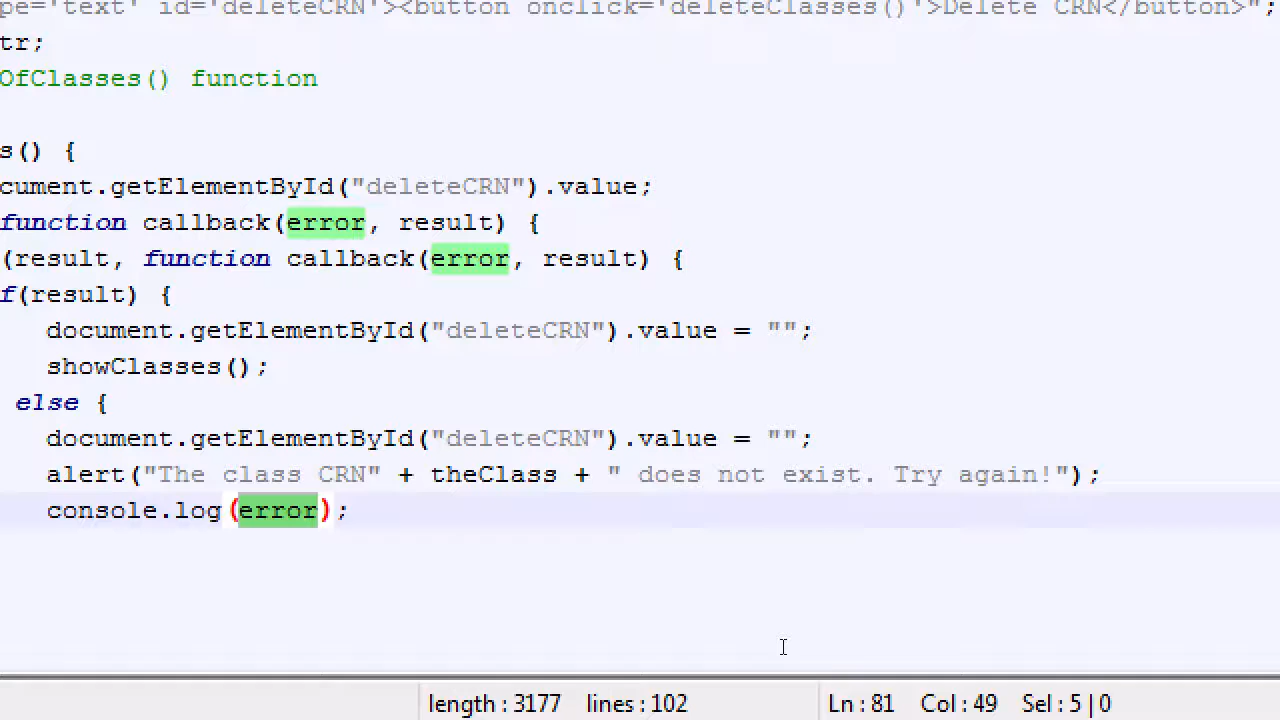 pe='text' id='deleteCRN'><button onclick='deleteClasses()'>Delete CRN</button>";
tr;
OfClasses() function
s() {
cument.getElementById("deleteCRN").value;
function callback(error, result) {
(result, function callback(error, result) {
f(result) {
document.getElementById("deleteCRN").value = "";
showClasses();
else {
document.getElementById("deleteCRN").value = "";
alert("The class CRN" + theClass + " does not exist. Try again!");
console.log(error);
length : 3177 lines : 102 Ln : 81 Col : 49 Sel : 5 | 0